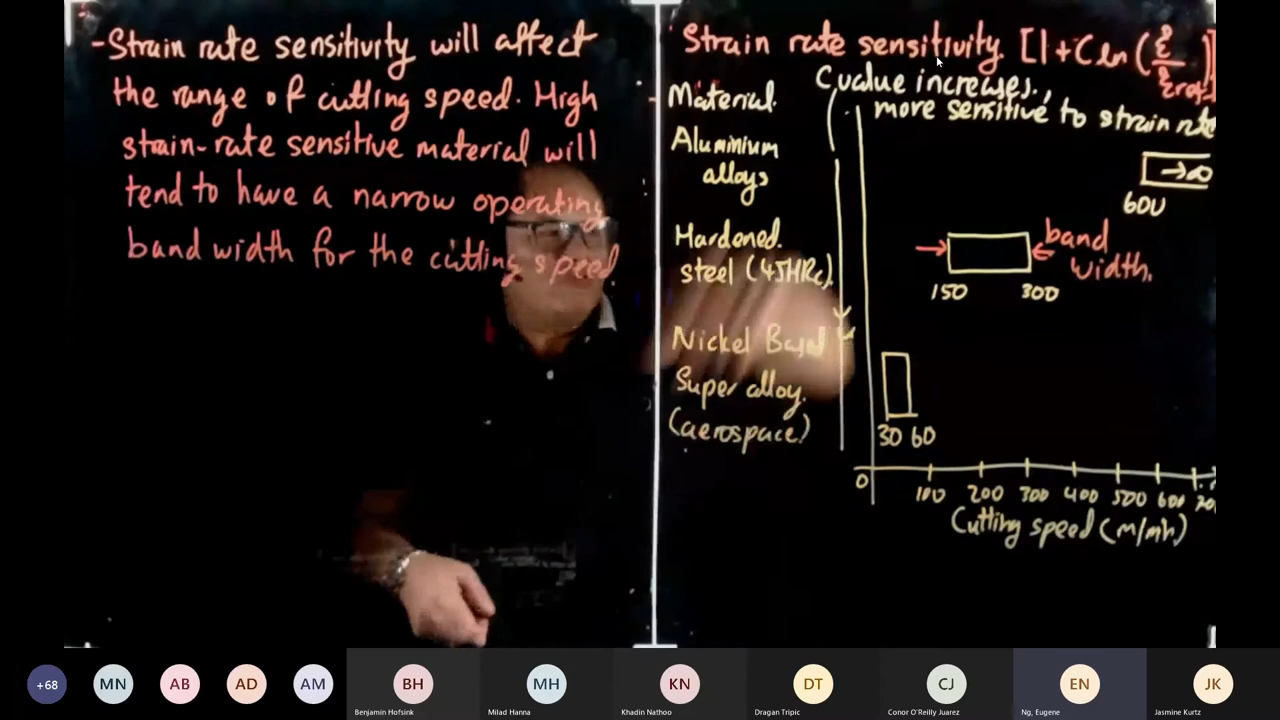 - Strain rate sensitivity will affect
the range of cutting speed. High
strain-rate sensitive material will
tend to have a narrow operating
band width for the cutting speed
Strain rate sensitivity [1 + C ln (ε̇ / ε̇ref)]
C value increases,
more sensitive to strain rate
Material
Aluminium
alloys
600
→∞
Hardened
steel (45HRc)
→ ← band
width.
150 300
Nickel Based
Super alloy.
(aerospace)
30 60
0 100 200 300 400 500 600
Cutting speed (m/min)
+68 MN AB AD AM BH MH KN DT CJ EN JK
Benjamin Hofsink Milad Hanna Khadin Nathoo Dragan Tripic Conor O'Reilly Juarez Ng, Eugene Jasmine Kurtz